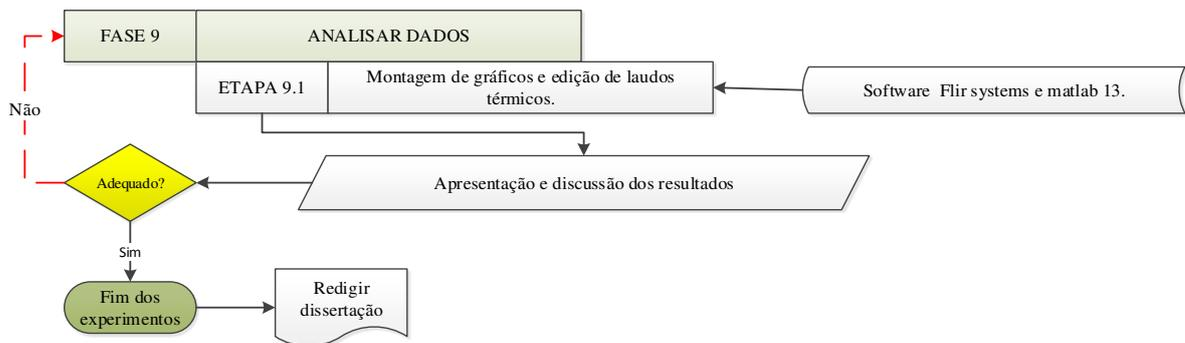 FASE 9
ANALISAR DADOS
ETAPA 9.1
Montagem de gráficos e edição de laudos
térmicos.
Software Flir systems e matlab 13.
Não
Adequado?
Apresentação e discussão dos resultados
Sim
Fim dos
experimentos
Redigir
dissertação